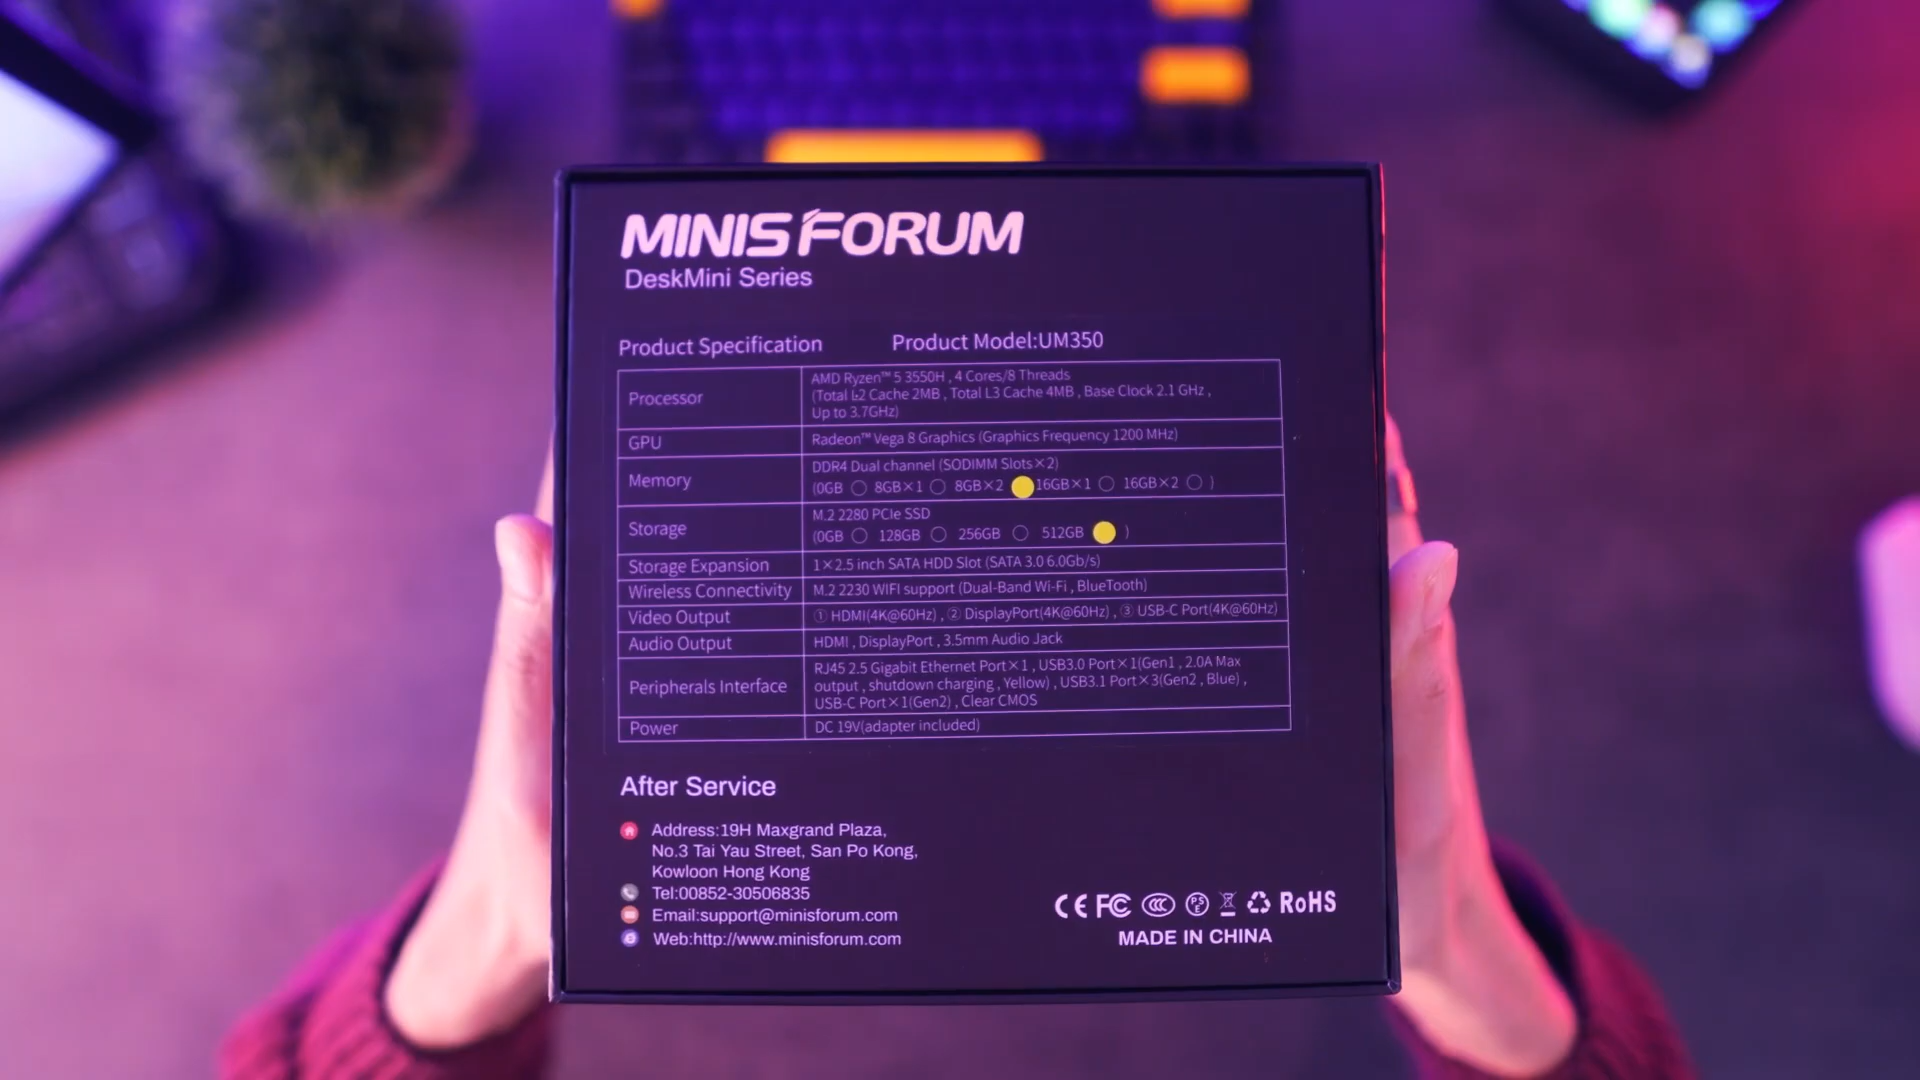 MINISFORUM
DeskMini Series
Product Specification Product Model:UM350
Processor
AMD Ryzen™ 5 3550H , 4 Cores/8 Threads
(Total L2 Cache 2MB , Total L3 Cache 4MB , Base Clock 2.1 GHz ,
Up to 3.7GHz)
GPU
Radeon™ Vega 8 Graphics (Graphics Frequency 1200 MHz)
Memory
DDR4 Dual channel (SODIMM Slots×2)
(0GB ○ 8GB×1 ○ 8GB×2 ● 16GB×1 ○ 16GB×2 ○ )
Storage
M.2 2280 PCIe SSD
(0GB ○ 128GB ○ 256GB ○ 512GB ● )
Storage Expansion
1×2.5 inch SATA HDD Slot (SATA 3.0 6.0Gb/s)
Wireless Connectivity
M.2 2230 WIFI support (Dual-Band Wi-Fi , BlueTooth)
Video Output
① HDMI(4K@60Hz) , ② DisplayPort(4K@60Hz) , ③ USB-C Port(4K@60Hz)
Audio Output
HDMI , DisplayPort , 3.5mm Audio Jack
Peripherals Interface
RJ45 2.5 Gigabit Ethernet Port×1 , USB3.0 Port×1(Gen1 , 2.0A Max
output , shutdown charging , Yellow) , USB3.1 Port×3(Gen2 , Blue) ,
USB-C Port×1(Gen2) , Clear CMOS
Power
DC 19V(adapter included)
After Service
Address:19H Maxgrand Plaza,
No.3 Tai Yau Street, San Po Kong,
Kowloon Hong Kong
Tel:00852-30506835
Email:support@minisforum.com
Web:http://www.minisforum.com
CE FC CCC PSE RoHS
MADE IN CHINA